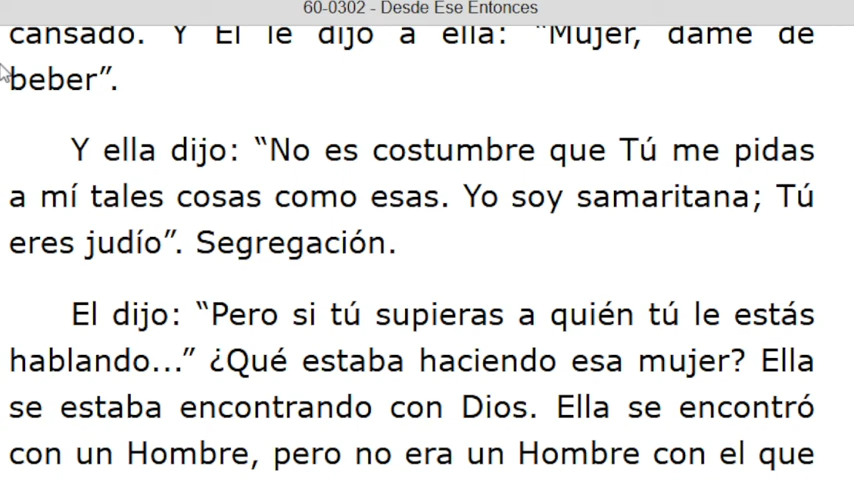 60-0302 - Desde Ese Entonces
cansado. Y El le dijo a ella: “Mujer, dame de
beber”.
Y ella dijo: “No es costumbre que Tú me pidas
a mí tales cosas como esas. Yo soy samaritana; Tú
eres judío”. Segregación.
El dijo: “Pero si tú supieras a quién tú le estás
hablando...” ¿Qué estaba haciendo esa mujer? Ella
se estaba encontrando con Dios. Ella se encontró
con un Hombre, pero no era un Hombre con el que